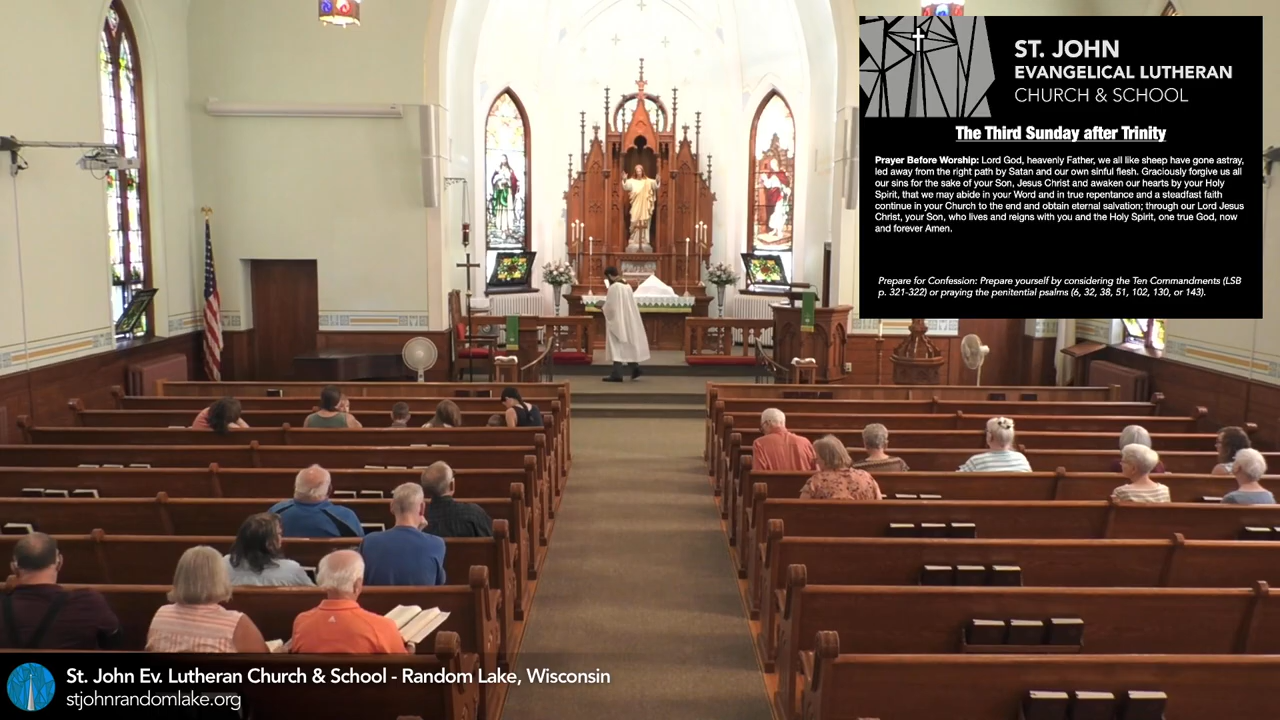 ST. JOHN
EVANGELICAL LUTHERAN
CHURCH & SCHOOL
The Third Sunday after Trinity
Prayer Before Worship: Lord God, heavenly Father, we all like sheep have gone astray,
led away from the right path by Satan and our own sinful flesh. Graciously forgive us all
our sins for the sake of your Son, Jesus Christ and awaken our hearts by your Holy
Spirit, that we may abide in your Word and in true repentance and a steadfast faith
continue in your Church to the end and obtain eternal salvation; through our Lord Jesus
Christ, your Son, who lives and reigns with you and the Holy Spirit, one true God, now
and forever Amen.
Prepare for Confession: Prepare yourself by considering the Ten Commandments (LSB
p. 321-322) or praying the penitential psalms (6, 32, 38, 51, 102, 130, or 143).
St. John Ev. Lutheran Church & School - Random Lake, Wisconsin
stjohnrandomlake.org